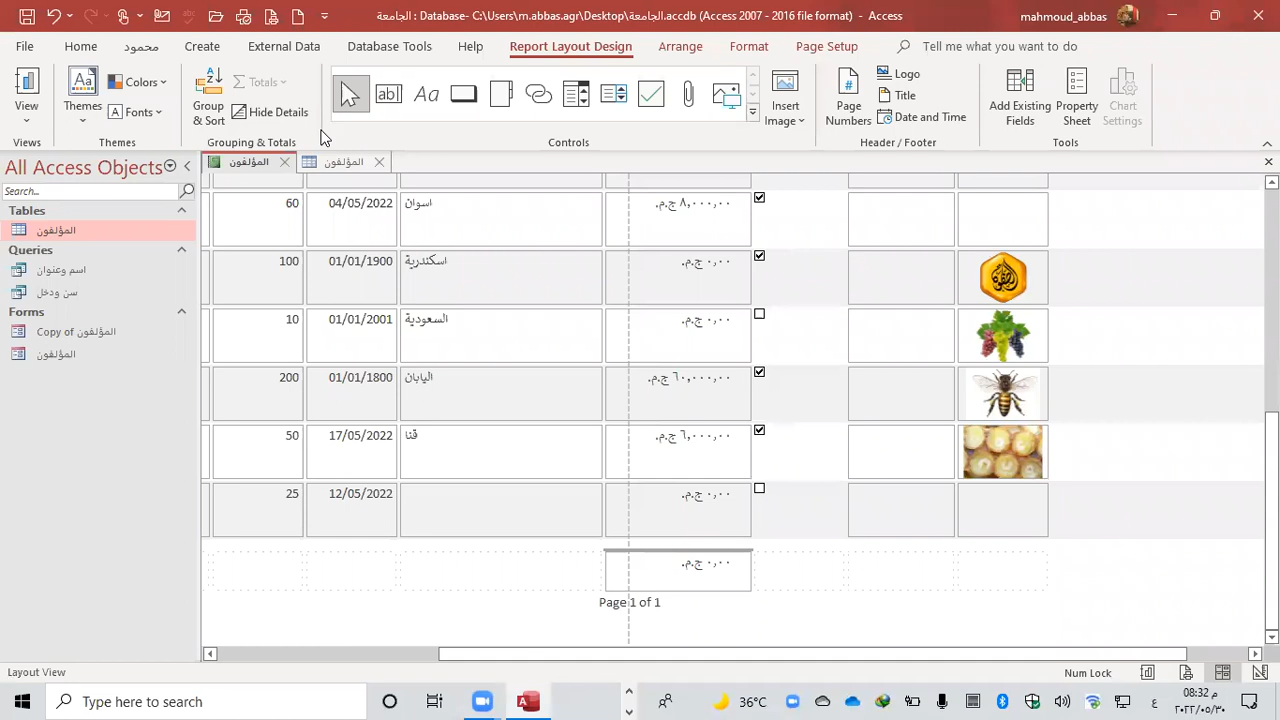 الجامعة : Database- C:\Users\m.abbas.agr\Desktop\الجامعة.accdb (Access 2007 - 2016 file format) - Access
mahmoud_abbas
File Home محمود Create External Data Database Tools Help Report Layout Design Arrange Format Page Setup Tell me what you want to do
View
Themes
Colors
Fonts
Group & Sort
Totals
Hide Details
Insert Image
Page Numbers
Logo
Title
Date and Time
Add Existing Fields
Property Sheet
Chart Settings
Views Themes Grouping & Totals Controls Header / Footer Tools
All Access Objects
Search...
Tables
المؤلفون
Queries
اسم وعنوان
سن ودخل
Forms
Copy of المؤلفون
المؤلفون
المؤلفون المؤلفون
60 04/05/2022 اسوان ج.م.‏ ٨,٠٠٠,٠٠
100 01/01/1900 اسكندرية ج.م.‏ ٠,٠٠
10 01/01/2001 السعودية ج.م.‏ ٠,٠٠
200 01/01/1800 اليابان ج.م.‏ ٦٠,٠٠٠,٠٠
50 17/05/2022 قنا ج.م.‏ ٦,٠٠٠,٠٠
25 12/05/2022 ج.م.‏ ٠,٠٠
ج.م.‏ ٠,٠٠
Page 1 of 1
Layout View
Num Lock
Type here to search
36°C
ع
08:32 م
٢٠٢٢/٠٥/٣٠